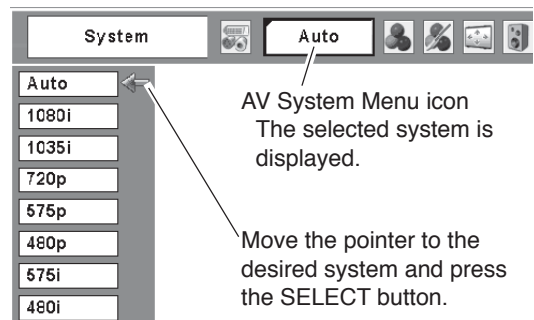 System
Auto
Auto
1080i
1035i
720p
575p
480p
575i
480i
AV System Menu icon
The selected system is
displayed.
Move the pointer to the
desired system and press
the SELECT button.